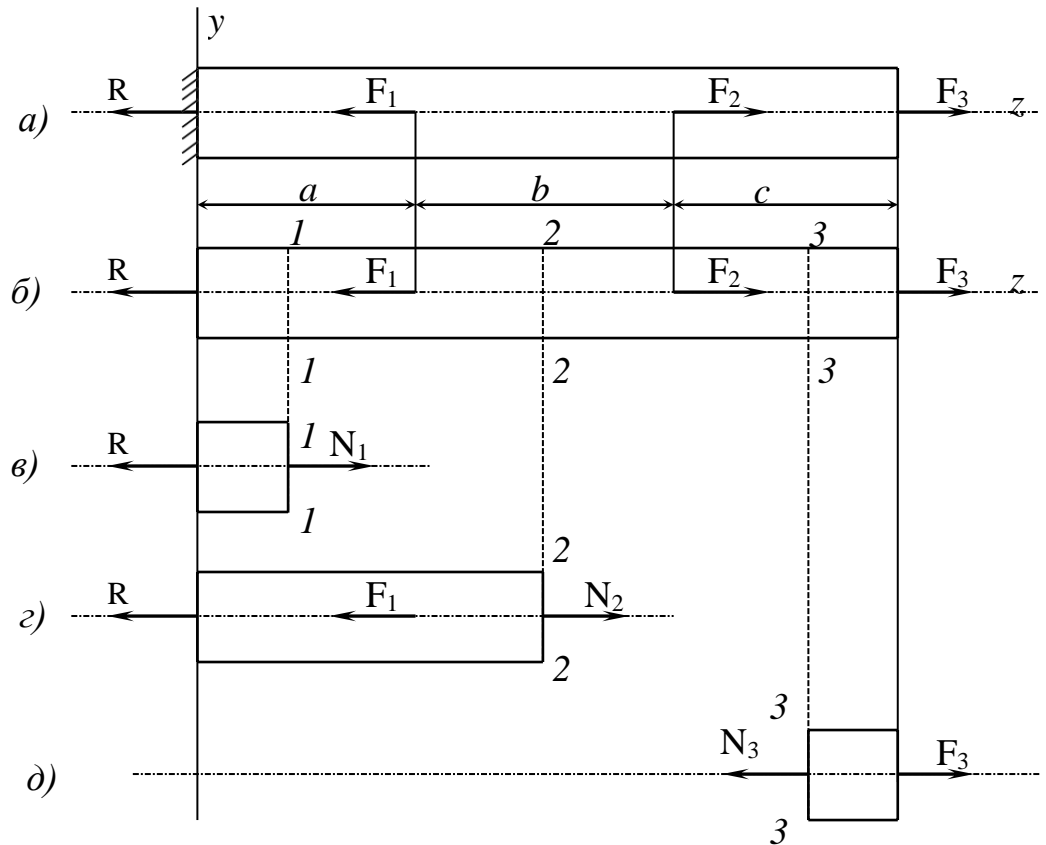 y
а) R F₁ F₂ F₃ z
a b c
1 2 3
б) R F₁ F₂ F₃ z
1 2 3
в) R 1 N₁
1
2
г) R F₁ N₂
2
3
д) N₃ F₃
3